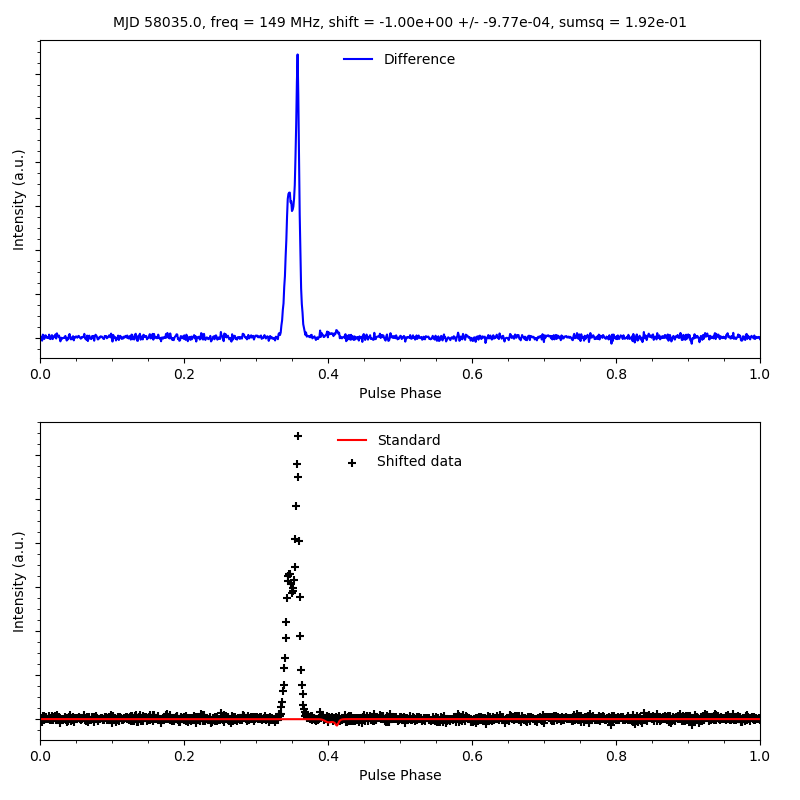 MJD 58035.0, freq = 149 MHz, shift = -1.00e+00 +/- -9.77e-04, sumsq = 1.92e-01
Difference
Intensity (a.u.)
0.0 0.2 0.4 0.6 0.8 1.0
Pulse Phase
Standard
Shifted data
Intensity (a.u.)
0.0 0.2 0.4 0.6 0.8 1.0
Pulse Phase